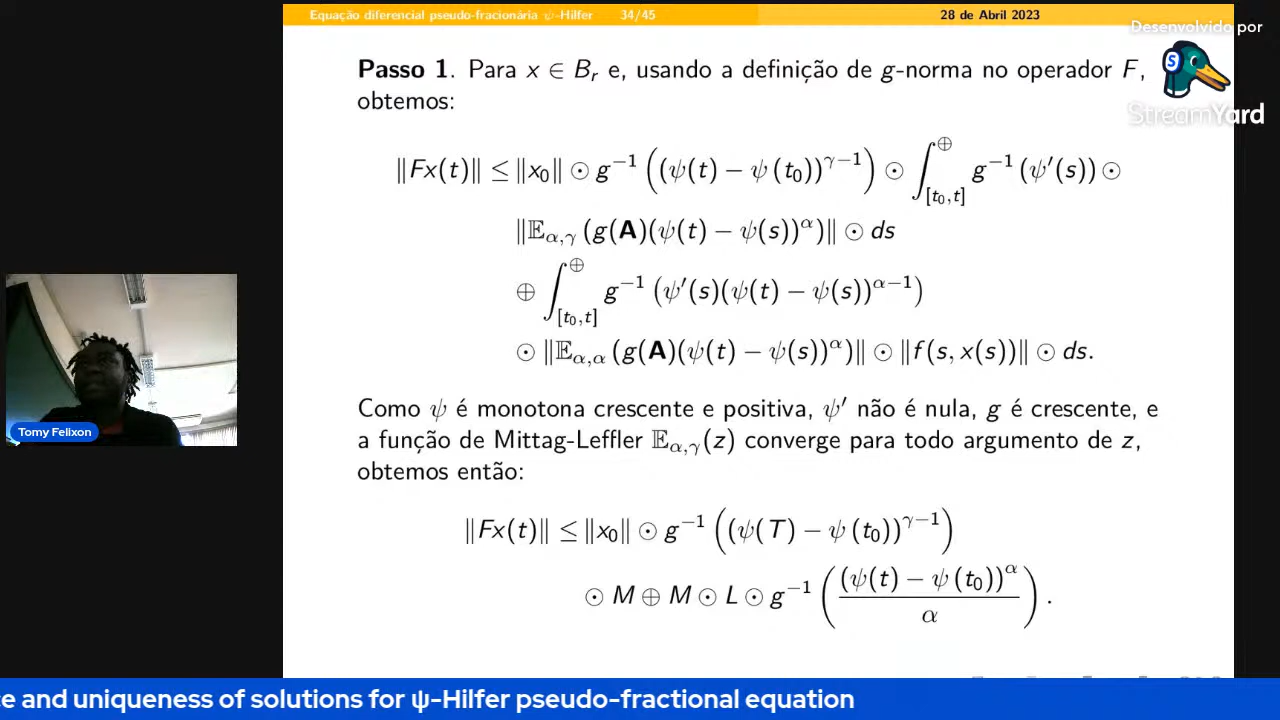 Equação diferencial pseudo-fracionária ψ-Hilfer 34/45 28 de Abril 2023
Desenvolvido por
StreamYard
Passo 1. Para x ∈ B_r e, usando a definição de g-norma no operador F,
obtemos:
‖Fx(t)‖ ≤ ‖x_0‖ ⊙ g^{-1} ((ψ(t) − ψ (t_0))^{γ−1}) ⊙ ∫^⊕_{[t_0,t]} g^{-1} (ψ′(s)) ⊙
‖𝔼_{α,γ} (g(A)(ψ(t) − ψ(s))^α)‖ ⊙ ds
⊕ ∫^⊕_{[t_0,t]} g^{-1} (ψ′(s)(ψ(t) − ψ(s))^{α−1})
⊙ ‖𝔼_{α,α} (g(A)(ψ(t) − ψ(s))^α)‖ ⊙ ‖f(s, x(s))‖ ⊙ ds.
Como ψ é monotona crescente e positiva, ψ′ não é nula, g é crescente, e
a função de Mittag-Leffler 𝔼_{α,γ}(z) converge para todo argumento de z,
obtemos então:
‖Fx(t)‖ ≤ ‖x_0‖ ⊙ g^{-1} ((ψ(T) − ψ (t_0))^{γ−1})
⊙ M ⊕ M ⊙ L ⊙ g^{-1} ((ψ(t) − ψ (t_0))^α / α).
Tomy Felixon
ce and uniqueness of solutions for ψ-Hilfer pseudo-fractional equation